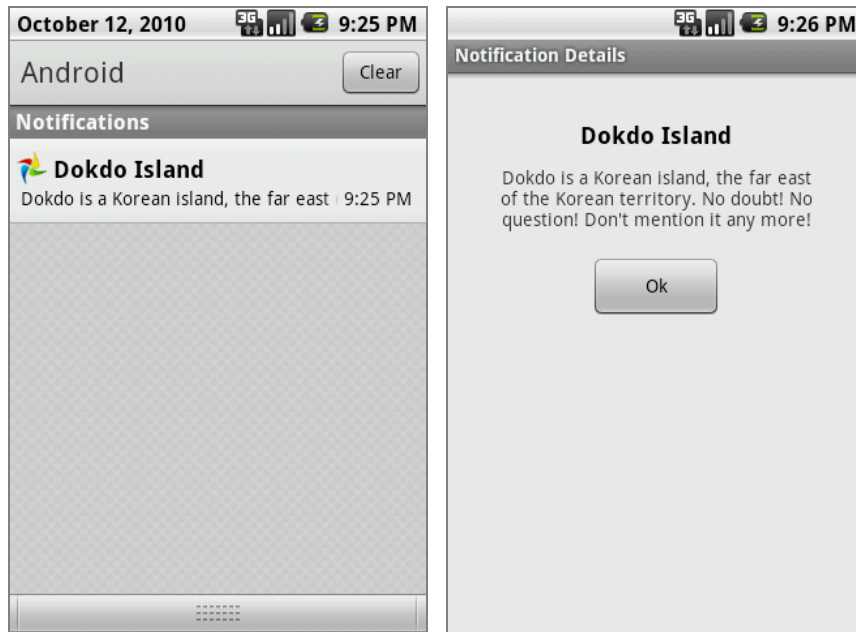 October 12, 2010 3G 9:25 PM
Android Clear
Notifications
Dokdo Island
Dokdo is a Korean island, the far east 9:25 PM
3G 9:26 PM
Notification Details
Dokdo Island
Dokdo is a Korean island, the far east
of the Korean territory. No doubt! No
question! Don't mention it any more!
Ok